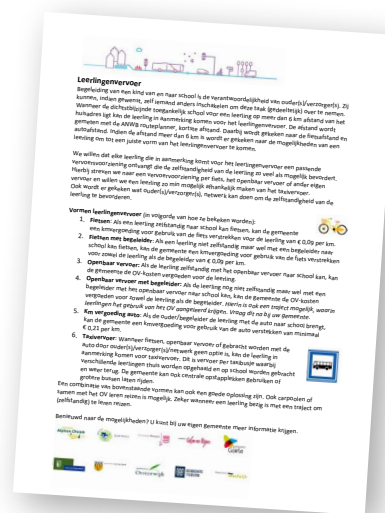 Leerlingenvervoer
Begeleiding van een kind van en naar school is de verantwoordelijkheid van ouder(s)/verzorger(s). Zij
kunnen, indien gewenst, zelf iemand anders inschakelen om deze taak (gedeeltelijk) over te nemen.
Wanneer de dichtstbijzijnde toegankelijk school voor een leerling op meer dan 6 km afstand van het
huisadres ligt kan de leerling in aanmerking komen voor het leerlingenvervoer. De afstand wordt
gemeten met de ANWB routeplanner, kortste afstand. Daarbij wordt gekeken naar de fietsafstand en
autoafstand. Indien de afstand meer dan 6 km is wordt er gekeken naar de mogelijkheden van een
leerling om tot een juiste vorm van het leerlingenvervoer te komen.
We willen dat elke leerling die in aanmerking komt voor het leerlingenvervoer een passende
vervoersvoorziening ontvangt die de zelfstandigheid van de leerling zo veel als mogelijk bevordert.
Hierbij streven we naar een vervoersvoorziening per fiets, het openbaar vervoer of ander eigen
vervoer en willen we een leerling zo min mogelijk afhankelijk maken van het taxivervoer.
Ook wordt er gekeken wat ouder(s)/verzorger(s), netwerk kan doen om de zelfstandigheid van de
leerling te bevorderen.
Vormen leerlingenvervoer (in volgorde van hoe ze bekeken worden):
1. Fietsen: Als een leerling zelfstandig naar school kan fietsen, kan de gemeente
een kmvergoeding voor gebruik van de fiets verstrekken voor de leerling van € 0,09 per km.
2. Fietsen met begeleider: Als een leerling niet zelfstandig maar wel met een begeleider naar
school kan fietsen, kan de gemeente een kmvergoeding voor gebruik van de fiets verstrekken
voor zowel de leerling als de begeleider van € 0,09 per km.
3. Openbaar vervoer: Als de leerling zelfstandig met het openbaar vervoer naar school kan, kan
de gemeente de OV-kosten vergoeden voor de leerling.
4. Openbaar vervoer met begeleider: Als de leerling nog niet zelfstandig maar wel met een
begeleider met het openbaar vervoer naar school kan, kan de gemeente de OV-kosten
vergoeden voor zowel de leerling als de begeleider. Hierin is ook een traject mogelijk, waarin
leerlingen het gebruik van het OV aangeleerd krijgen. Vraag dit na bij uw gemeente.
5. Km vergoeding auto: Als de ouder/begeleider de leerling met de auto naar school brengt,
kan de gemeente een kmvergoeding voor gebruik van de auto verstrekken van minimaal
€ 0,21 per km.
6. Taxivervoer: Wanneer fietsen, openbaar vervoer of gebracht worden met de
auto door ouder(s)/verzorger(s)/netwerk geen optie is, kan de leerling in
aanmerking komen voor taxivervoer. Dit is vervoer per taxibusje waarbij
verschillende leerlingen thuis worden opgehaald en op school worden gebracht
en weer terug. De gemeente kan ook centrale opstapplekken gebruiken of
grotere bussen laten rijden.
Een combinatie van bovenstaande vormen kan ook een goede oplossing zijn. Ook carpoolen of
samen met het OV leren reizen is mogelijk. Zeker wanneer een leerling bezig is met een traject om
(zelfstandig) te leren reizen.
Benieuwd naar de mogelijkheden? U kunt bij uw eigen gemeente meer informatie krijgen.
Alphen-Chaam
Goirle
Oisterwijk